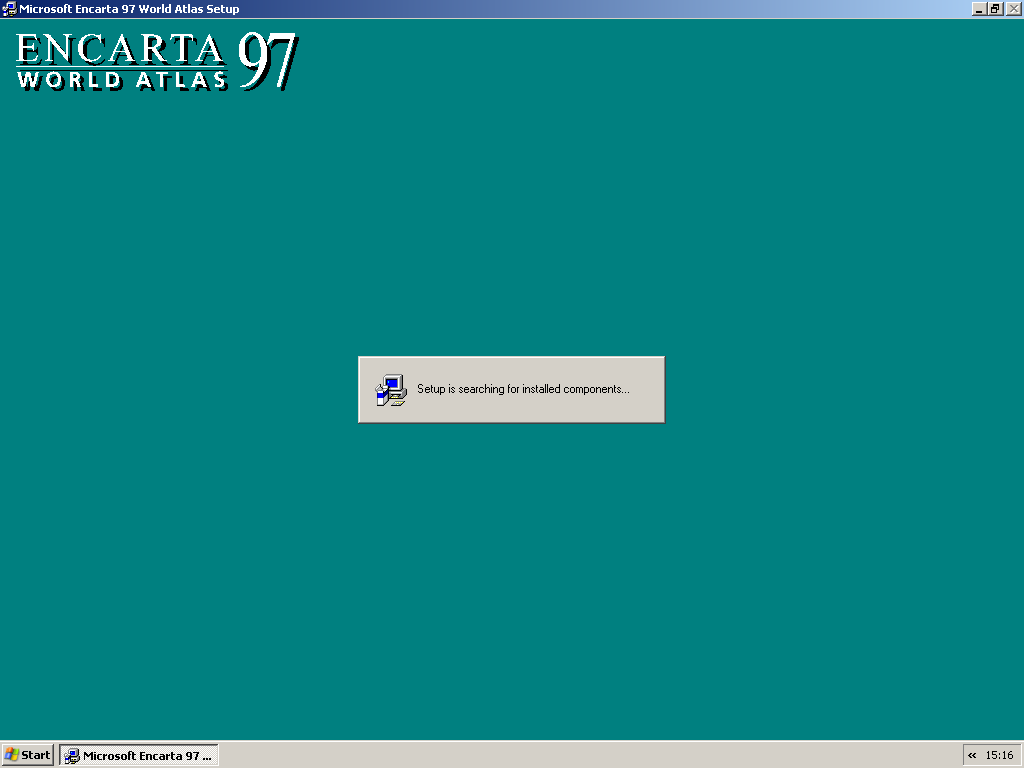 Microsoft Encarta 97 World Atlas Setup
ENCARTA 97
WORLD ATLAS
Setup is searching for installed components...
Start
Microsoft Encarta 97 ...
« 15:16